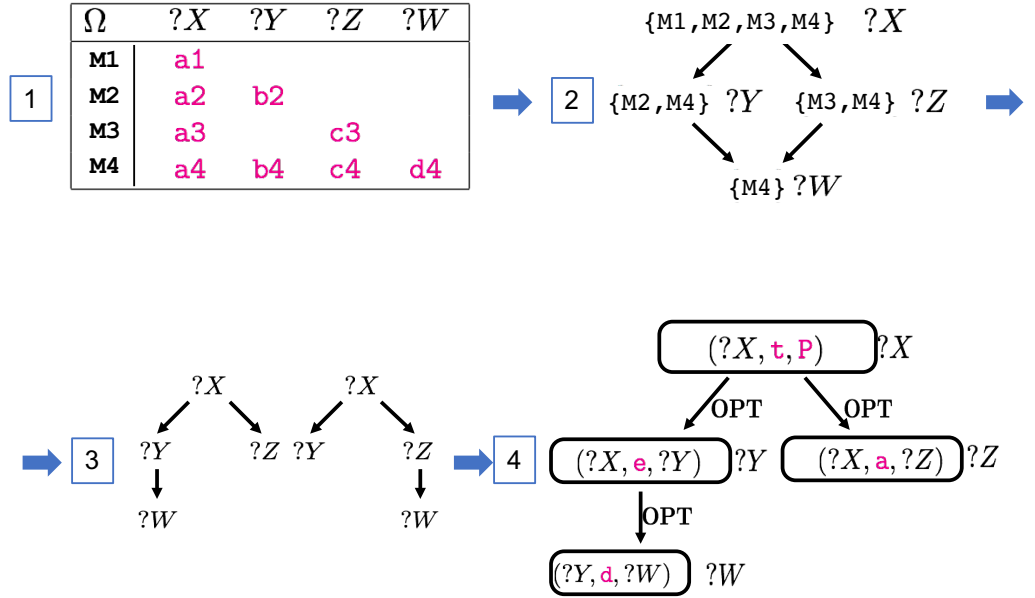 1
Ω ?X ?Y ?Z ?W
M1 a1
M2 a2 b2
M3 a3 c3
M4 a4 b4 c4 d4
2
{M1,M2,M3,M4} ?X
{M2,M4} ?Y {M3,M4} ?Z
{M4} ?W
3
?X ?X
?Y ?Z ?Y ?Z
?W ?W
4
(?X, t, P) ?X
OPT OPT
(?X, e, ?Y) ?Y (?X, a, ?Z) ?Z
OPT
(?Y, d, ?W) ?W